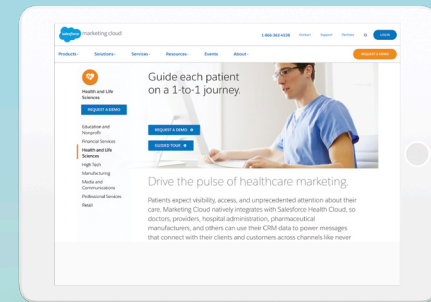 salesforce marketing cloud
1-866-362-4538 Contact Support Partners LOGIN
Products Solutions Services Resources Events About REQUEST A DEMO
Guide each patient
on a 1-to-1 journey.
REQUEST A DEMO
GUIDED TOUR
Health and Life
Sciences
REQUEST A DEMO
Education and
Nonprofit
Financial Services
Health and Life
Sciences
High Tech
Manufacturing
Media and
Communications
Professional Services
Retail
Drive the pulse of healthcare marketing.
Patients expect visibility, access, and unprecedented attention about their
care. Marketing Cloud natively integrates with Salesforce Health Cloud, so
doctors, providers, hospital administration, pharmaceutical
manufacturers, and others can use their CRM data to power messages
that connect with their clients and customers across channels like never